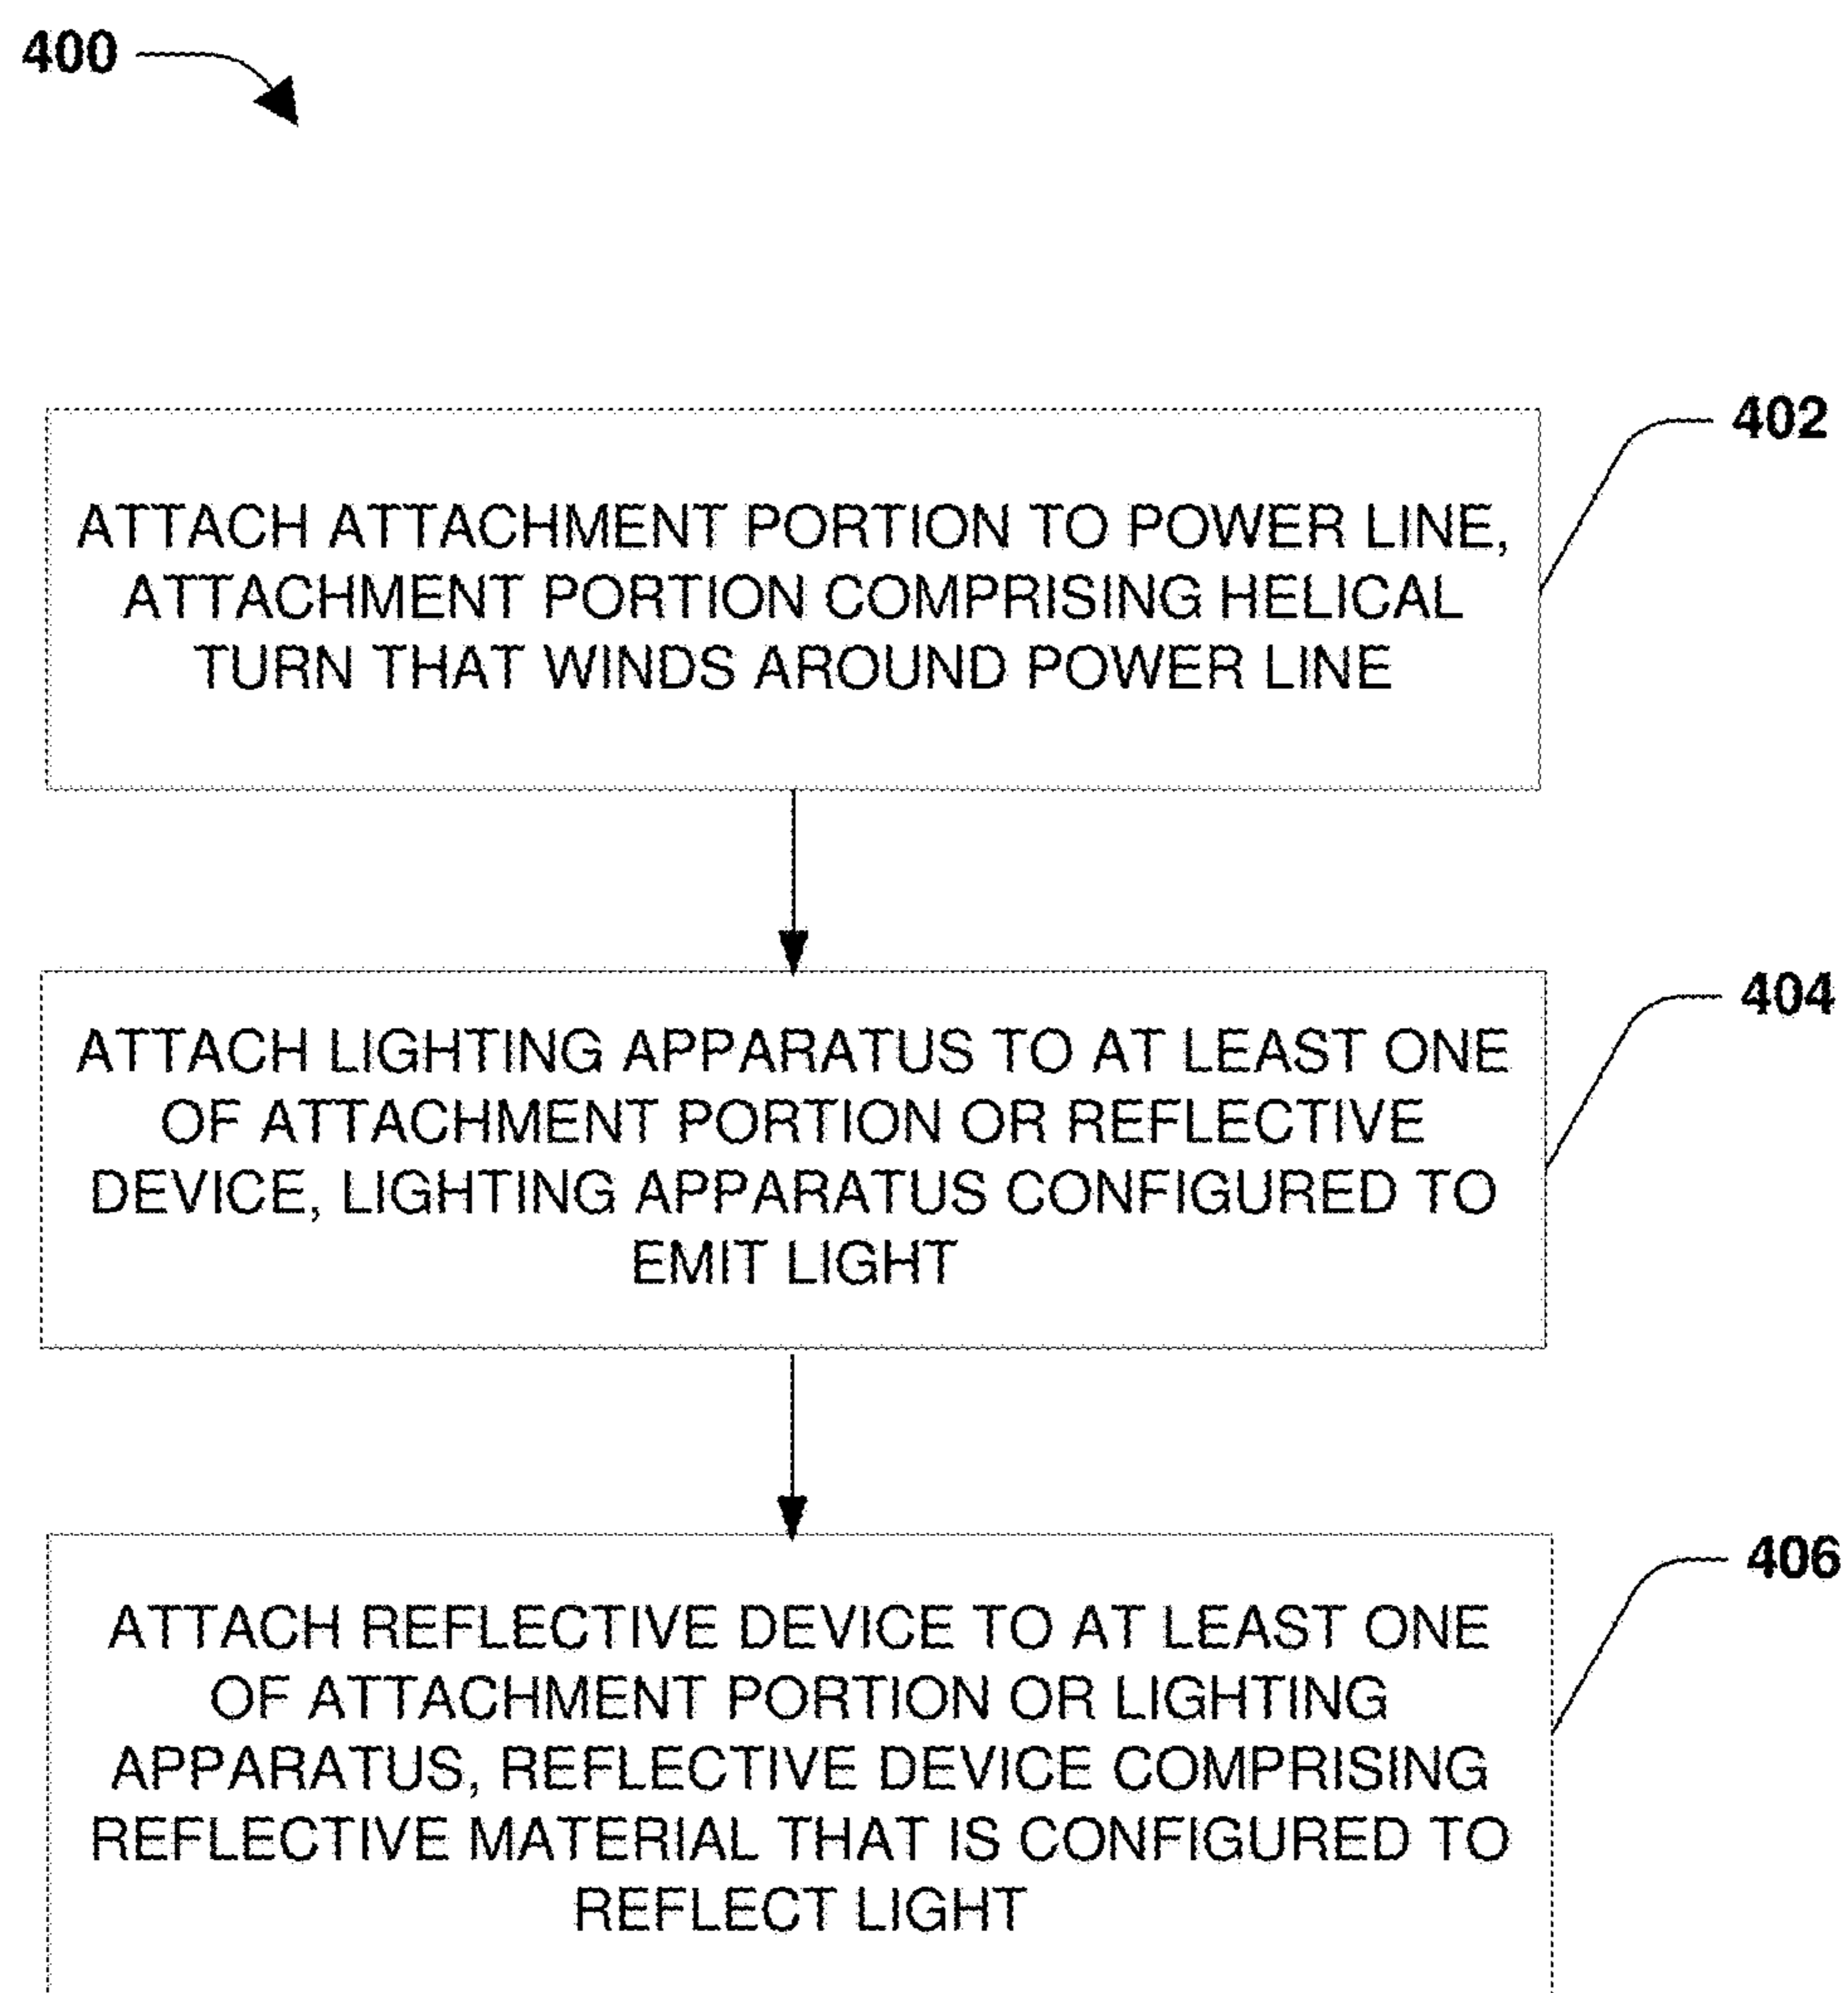 400
402
ATTACH ATTACHMENT PORTION TO POWER LINE,
ATTACHMENT PORTION COMPRISING HELICAL
TURN THAT WINDS AROUND POWER LINE
404
ATTACH LIGHTING APPARATUS TO AT LEAST ONE
OF ATTACHMENT PORTION OR REFLECTIVE
DEVICE, LIGHTING APPARATUS CONFIGURED TO
EMIT LIGHT
406
ATTACH REFLECTIVE DEVICE TO AT LEAST ONE
OF ATTACHMENT PORTION OR LIGHTING
APPARATUS, REFLECTIVE DEVICE COMPRISING
REFLECTIVE MATERIAL THAT IS CONFIGURED TO
REFLECT LIGHT